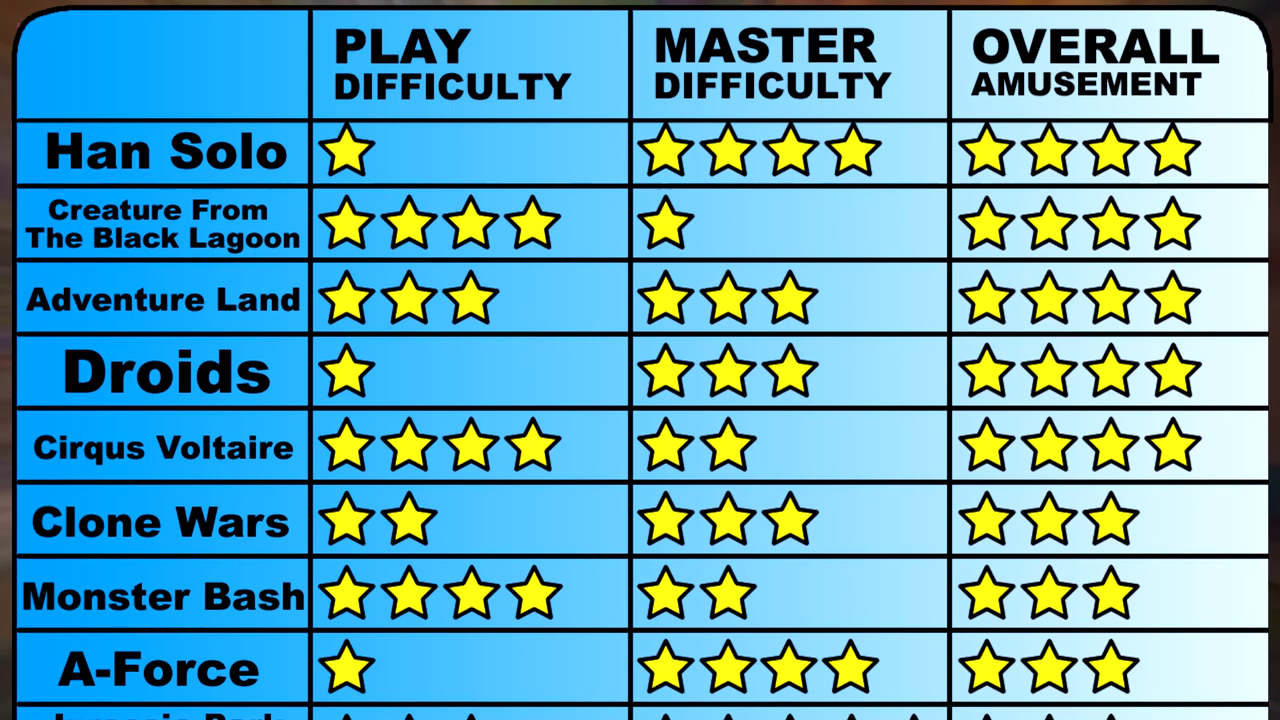 PLAY
DIFFICULTY
MASTER
DIFFICULTY
OVERALL
AMUSEMENT
Han Solo
Creature From
The Black Lagoon
Adventure Land
Droids
Cirqus Voltaire
Clone Wars
Monster Bash
A-Force